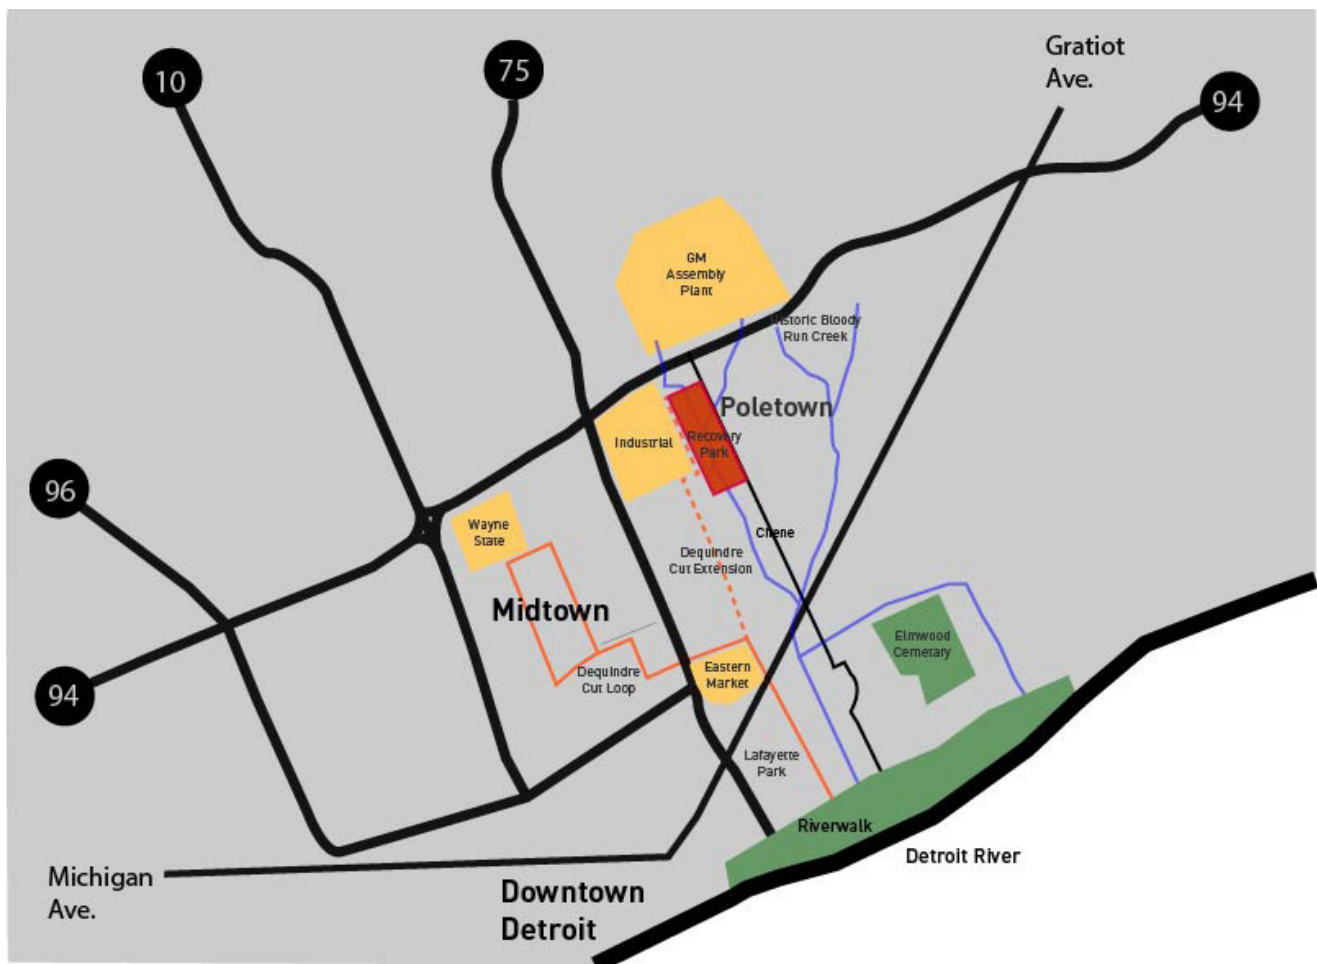 Gratiot
Ave.
10
75
94
GM
Assembly
Plant
Historic Bloody
Run Creek
Poletown
Industrial
Recovery
Park
96
Wayne
State
Chene
Dequindre
Cut Extension
Midtown
Elmwood
Cemetary
94
Dequindre
Cut Loop
Eastern
Market
Lafayette
Park
Riverwalk
Detroit River
Michigan
Ave.
Downtown
Detroit